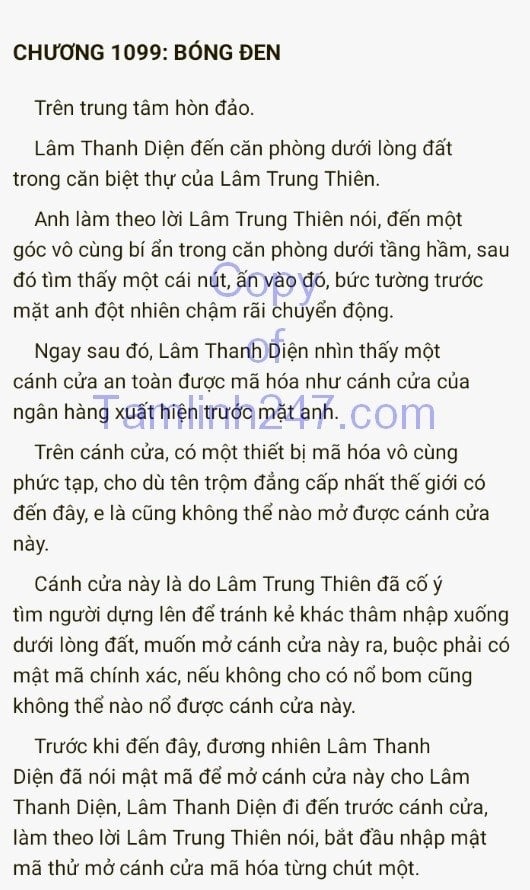 CHƯƠNG 1099: BÓNG ĐEN
Trên trung tâm hòn đảo.
Lâm Thanh Diện đến căn phòng dưới lòng đất
trong căn biệt thự của Lâm Trung Thiên.
Anh làm theo lời Lâm Trung Thiên nói, đến một
góc vô cùng bí ẩn trong căn phòng dưới tầng hầm, sau
đó tìm thấy một cái nút, ấn vào đó, bức tường trước
mặt anh đột nhiên chậm rãi chuyển động.
Copy
Ngay sau đó, Lâm Thanh Diện nhìn thấy một
of
cánh cửa an toàn được mã hóa như cánh cửa của
ngân hàng xuất hiện trước mặt anh.
Tamlinh247.com
Trên cánh cửa, có một thiết bị mã hóa vô cùng
phức tạp, cho dù tên trộm đẳng cấp nhất thế giới có
đến đây, e là cũng không thể nào mở được cánh cửa
này.
Cánh cửa này là do Lâm Trung Thiên đã cố ý
tìm người dựng lên để tránh kẻ khác thâm nhập xuống
dưới lòng đất, muốn mở cánh cửa này ra, buộc phải có
mật mã chính xác, nếu không cho có nổ bom cũng
không thể nào nổ được cánh cửa này.
Trước khi đến đây, đương nhiên Lâm Thanh
Diện đã nói mật mã để mở cánh cửa này cho Lâm
Thanh Diện, Lâm Thanh Diện đi đến trước cánh cửa,
làm theo lời Lâm Trung Thiên nói, bắt đầu nhập mật
mã thử mở cánh cửa mã hóa từng chút một.